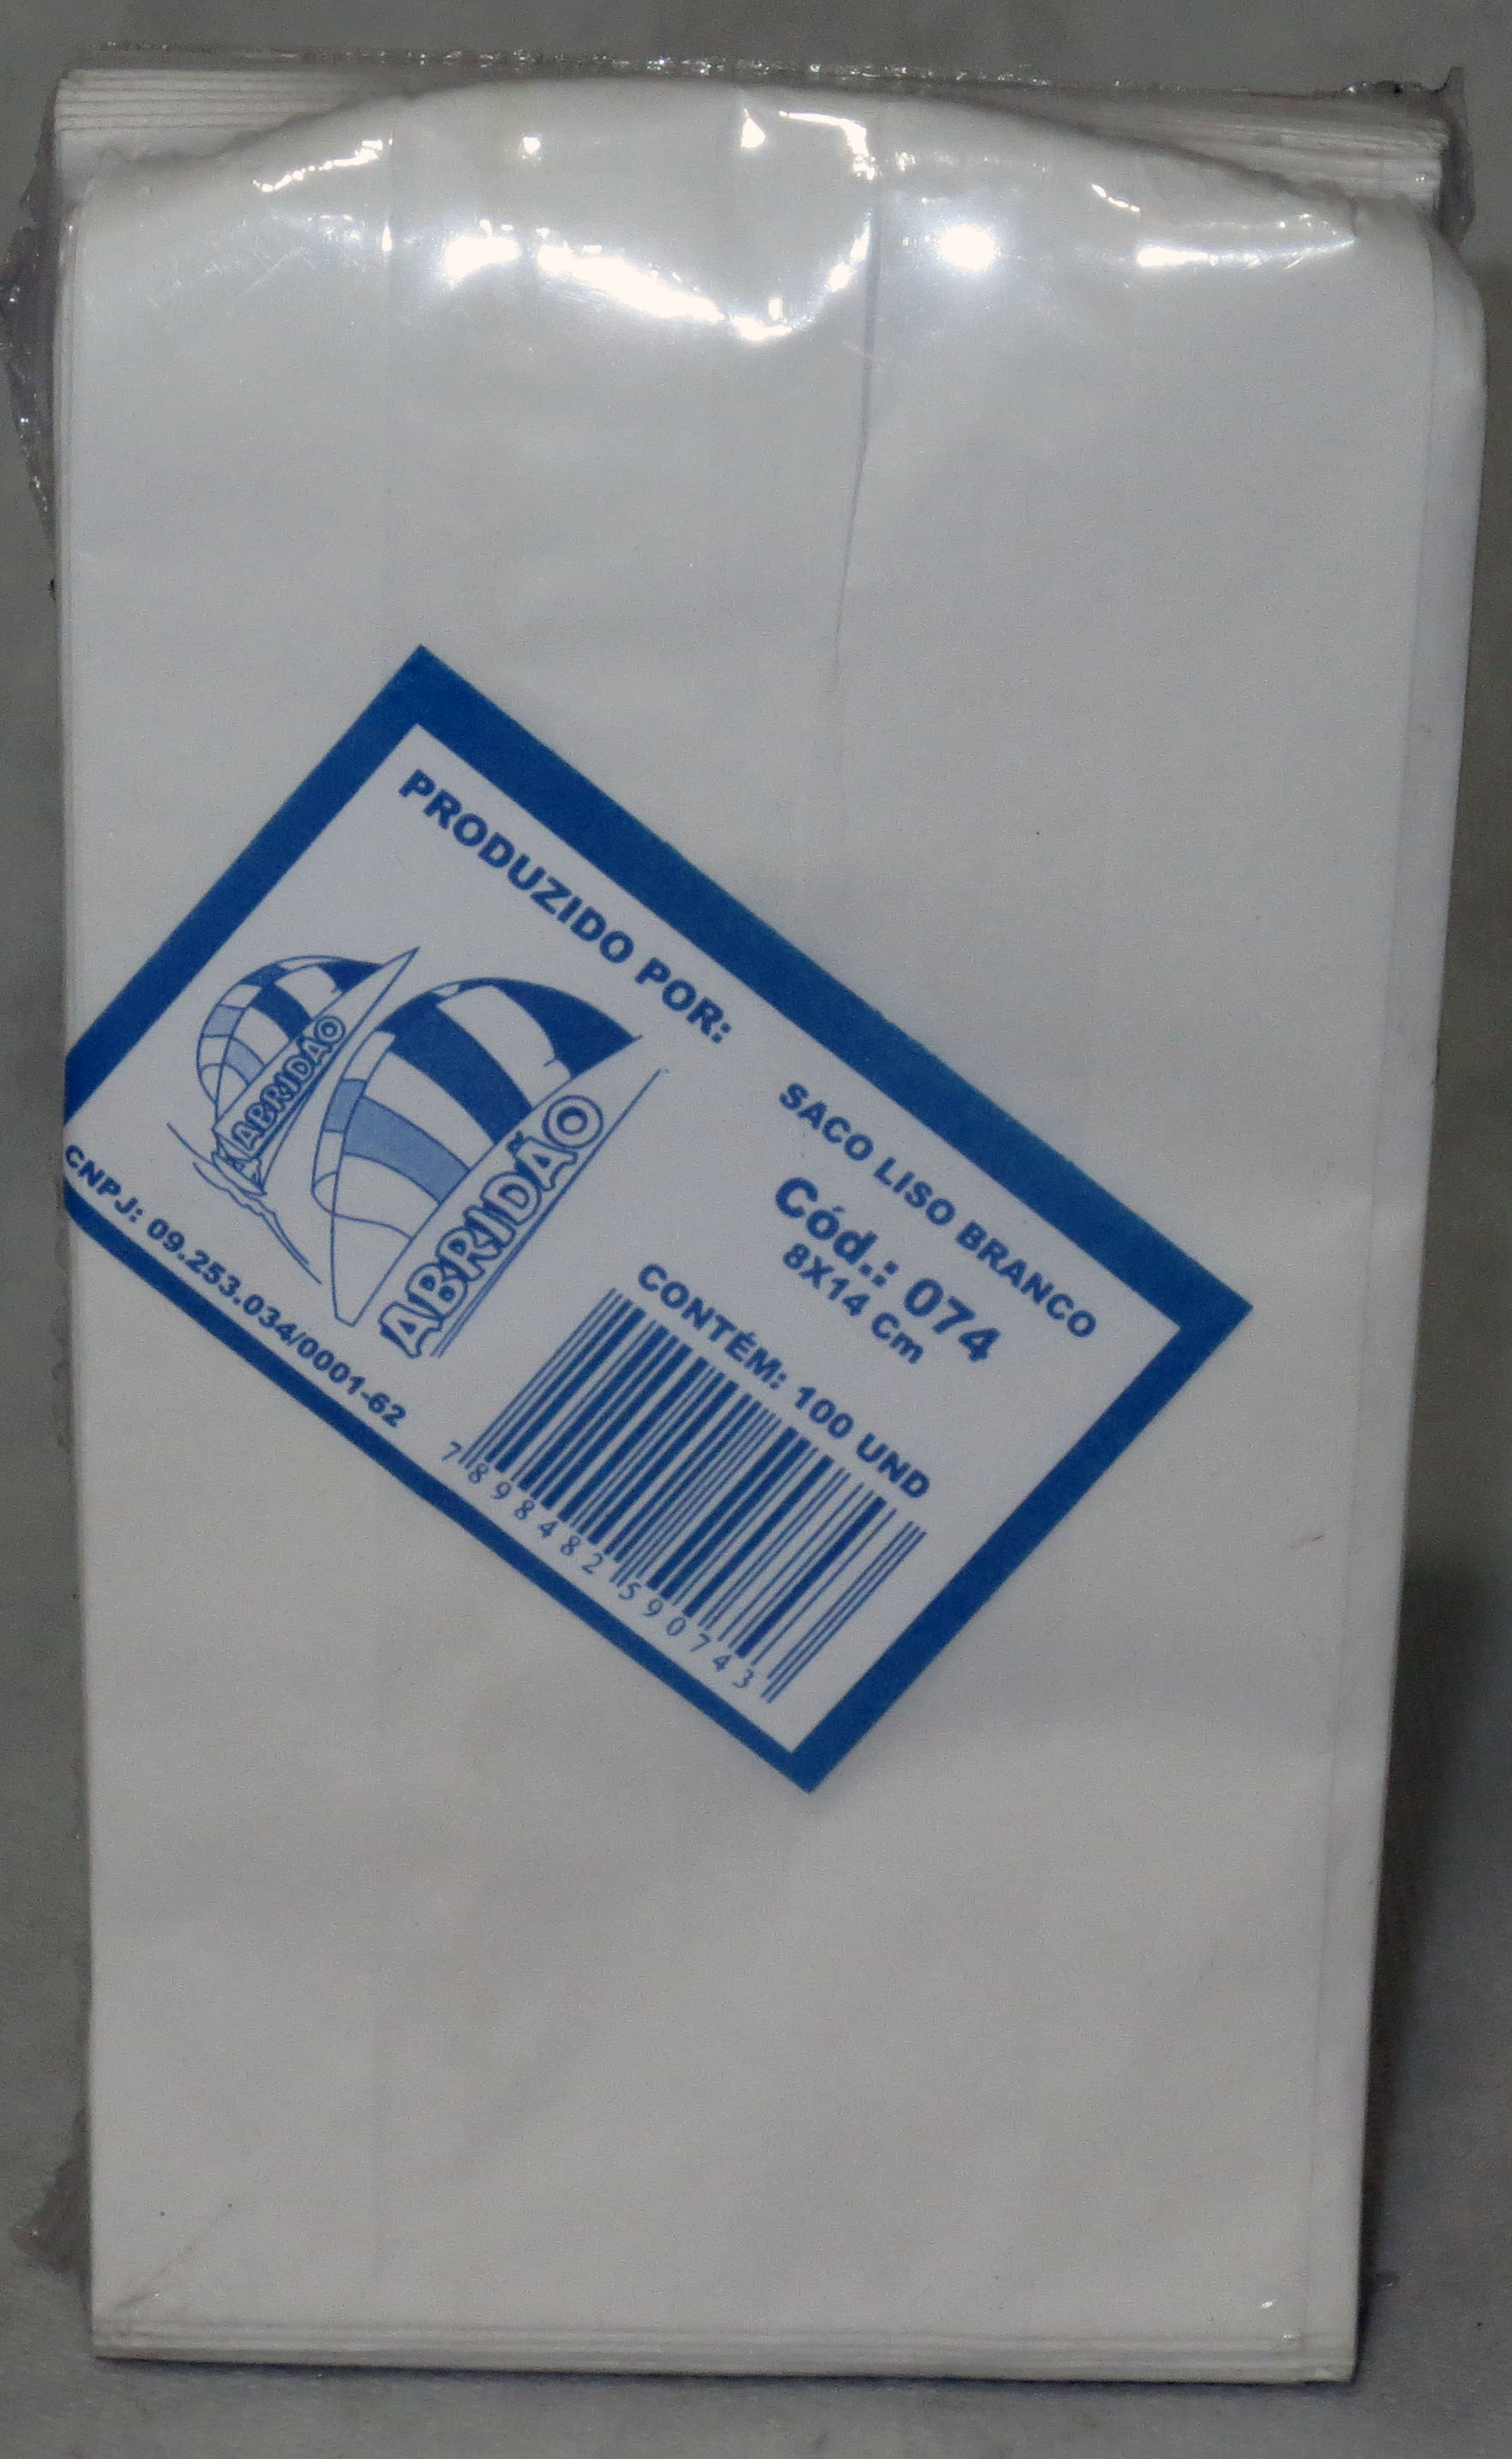 PRODUZIDO POR:
ABRIDÃO
ABRIDÃO
CNPJ: 09.253.034/0001-62
SACO LISO BRANCO
Cód.: 074
8X14 Cm
CONTÉM: 100 UND
7898482590743